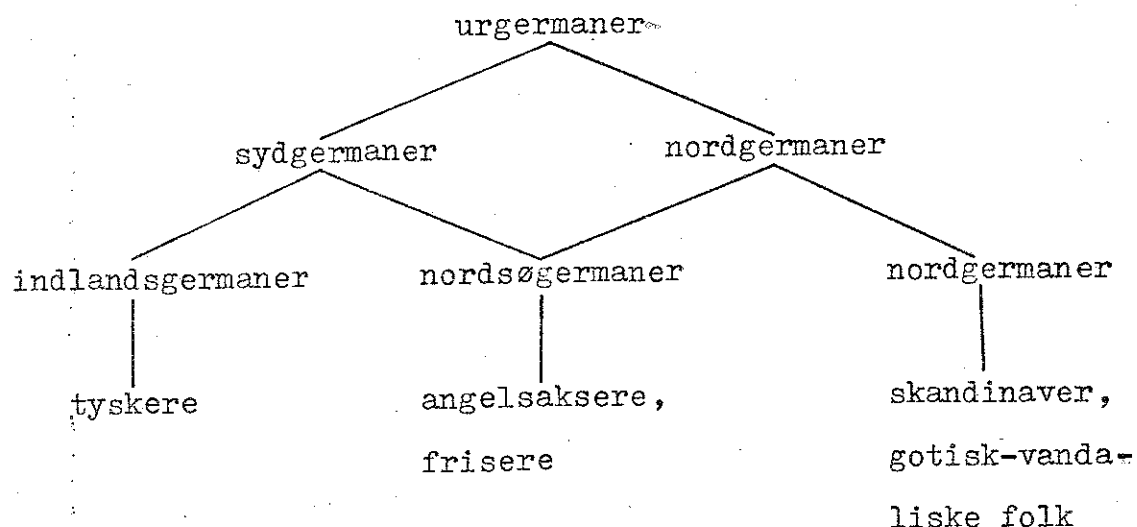 urgermaner
sydgermaner nordgermaner
indlandsgermaner nordsøgermaner nordgermaner
tyskere angelsaksere, skandinaver,
frisere gotisk-vanda-
liske folk